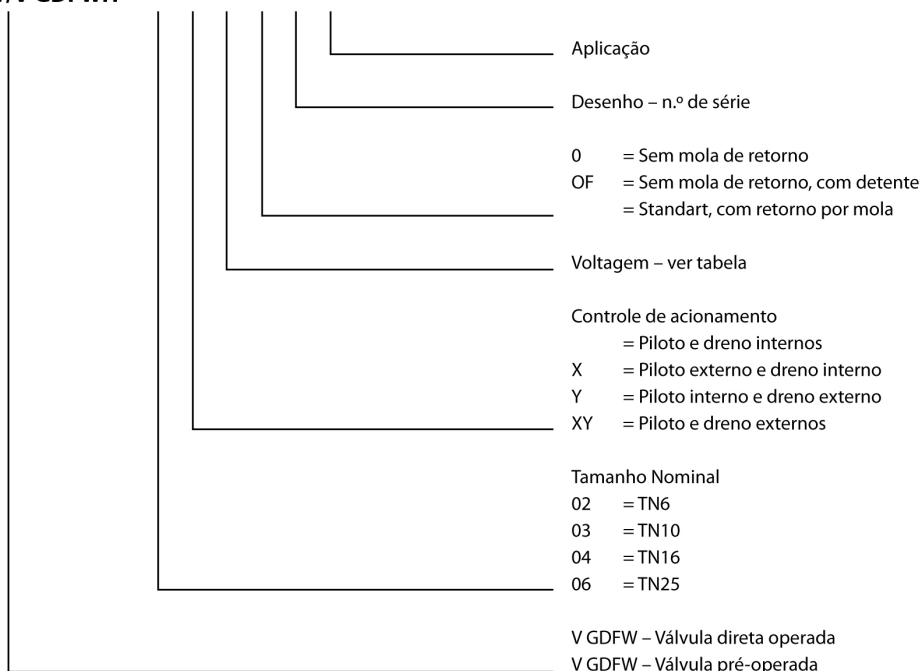 Aplicação
Desenho – n.º de série
0 = Sem mola de retorno
OF = Sem mola de retorno, com detente
= Standart, com retorno por mola
Voltagem – ver tabela
Controle de acionamento
= Piloto e dreno internos
X = Piloto externo e dreno interno
Y = Piloto interno e dreno externo
XY = Piloto e dreno externos
Tamanho Nominal
02 = TN6
03 = TN10
04 = TN16
06 = TN25
V GDFW – Válvula direta operada
V GDFW – Válvula pré-operada